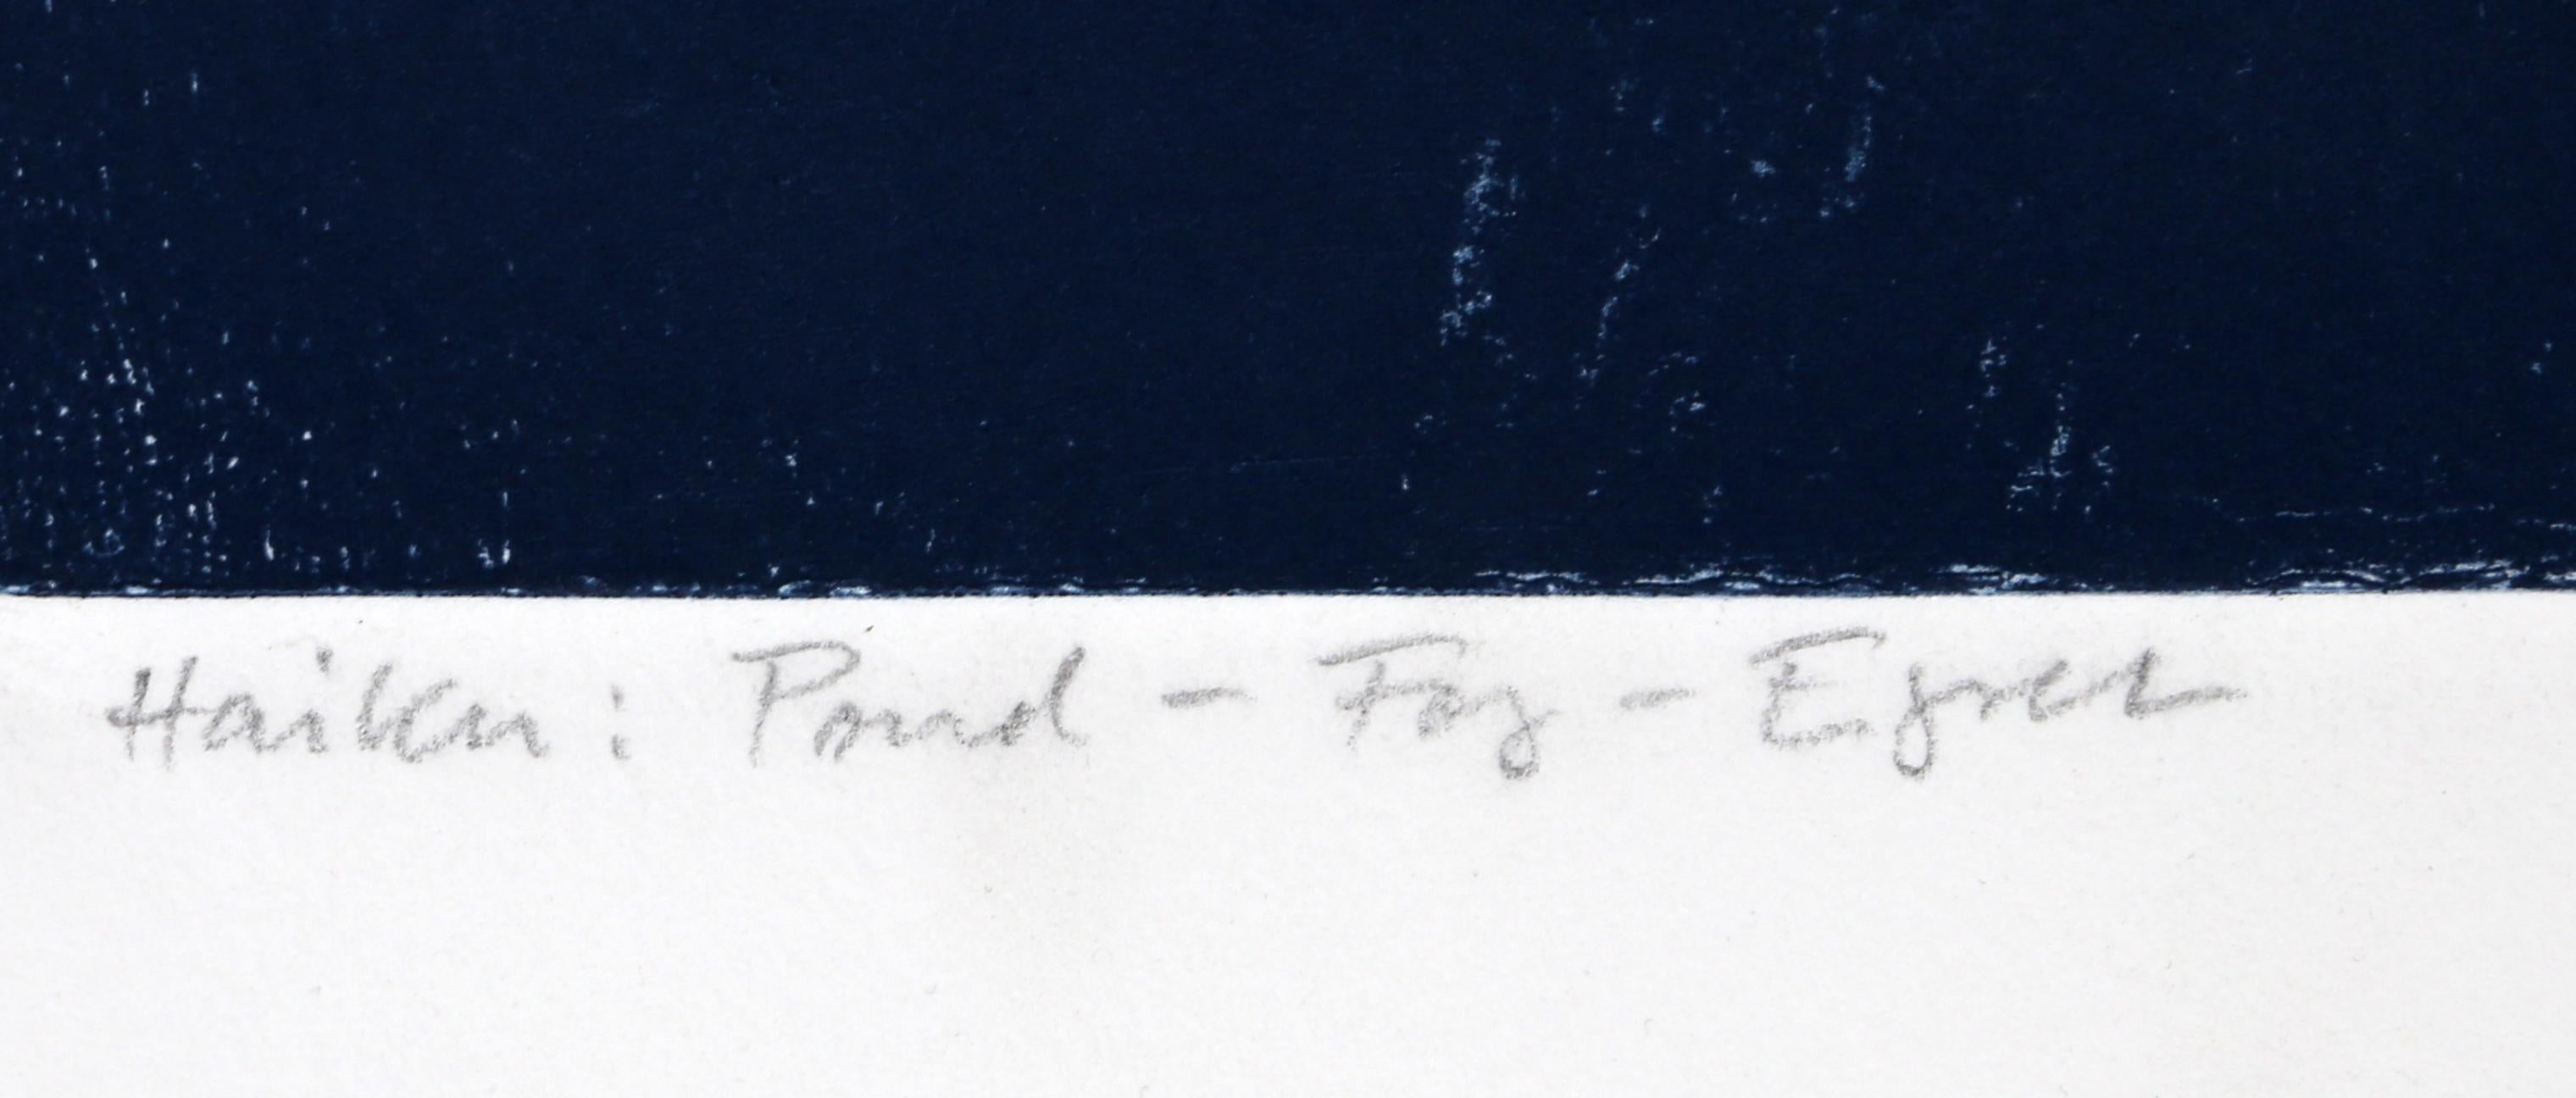 Haiku: Pond - Fog - Egret